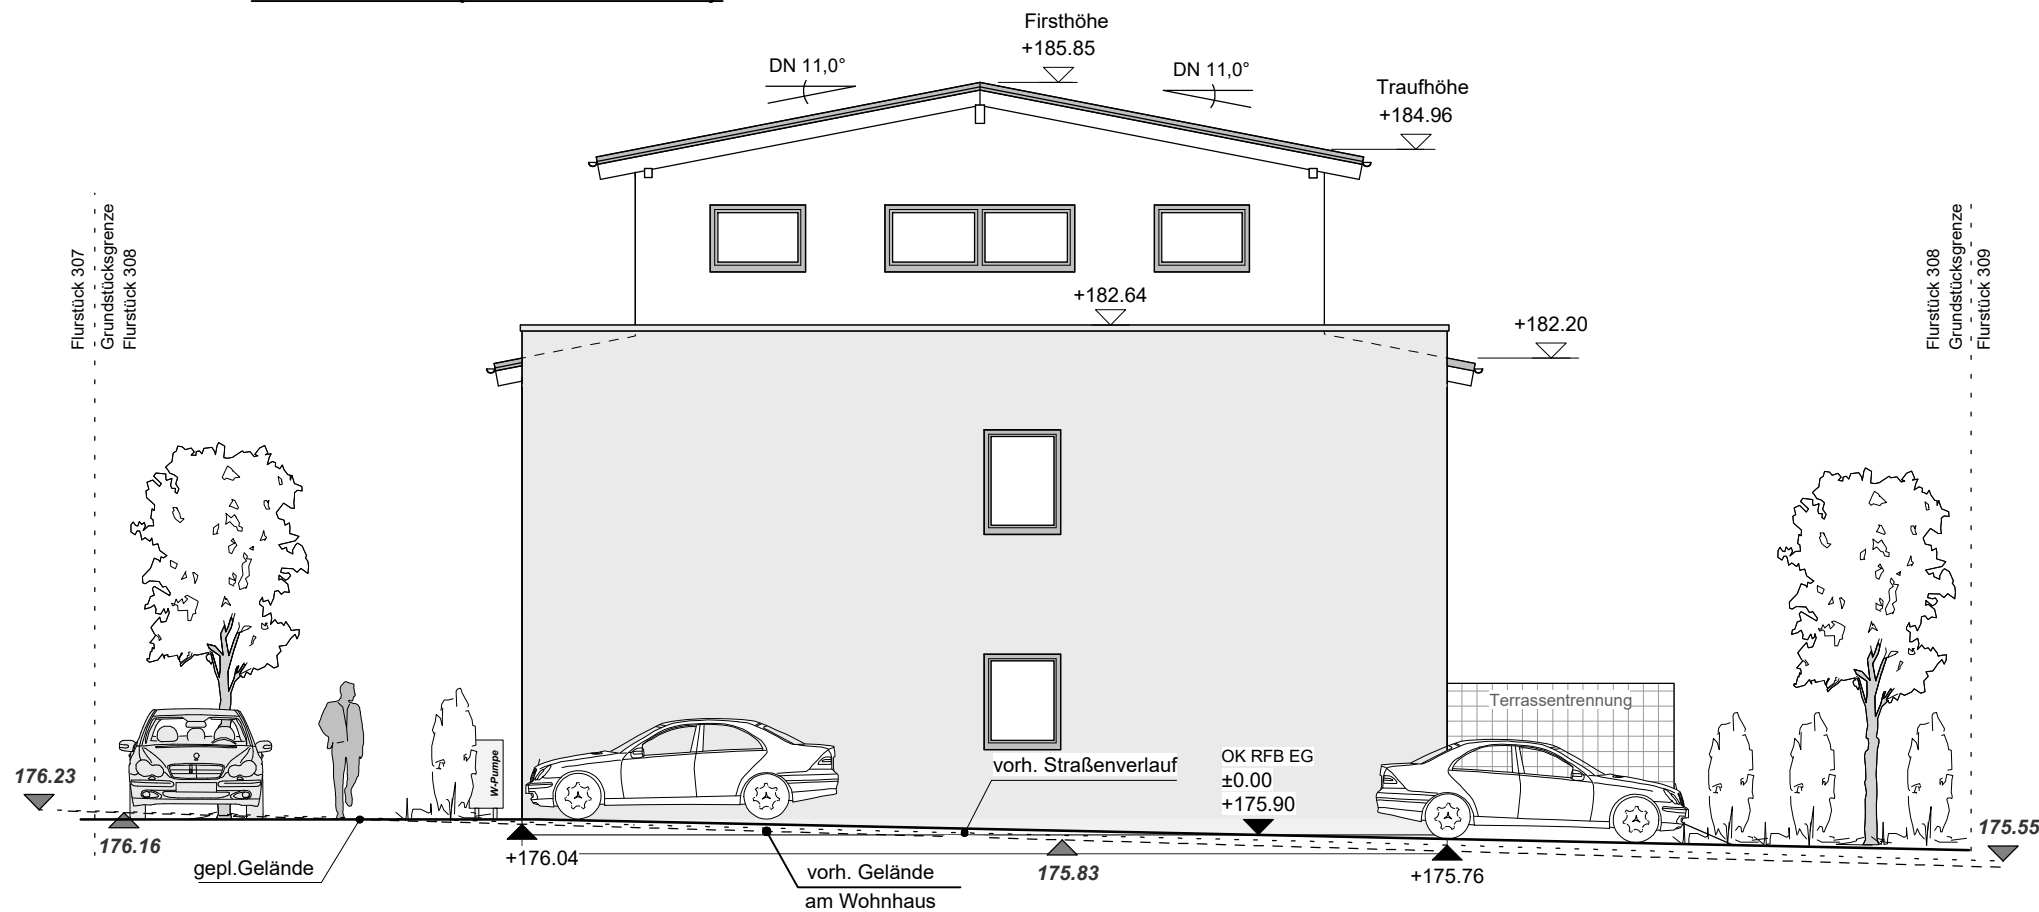 Firsthöhe
+185.85
DN 11,0°
DN 11,0°
Traufhöhe
+184.96
Flurstück 307
Grundstücksgrenze
Flurstück 308
+182.64
+182.20
Flurstück 308
Grundstücksgrenze
Flurstück 309
Terrassentrennung
W-Pumpe
vorh. Straßenverlauf
OK RFB EG
±0.00
+175.90
176.23
176.16
gepl.Gelände
+176.04
vorh. Gelände
am Wohnhaus
175.83
+175.76
175.55